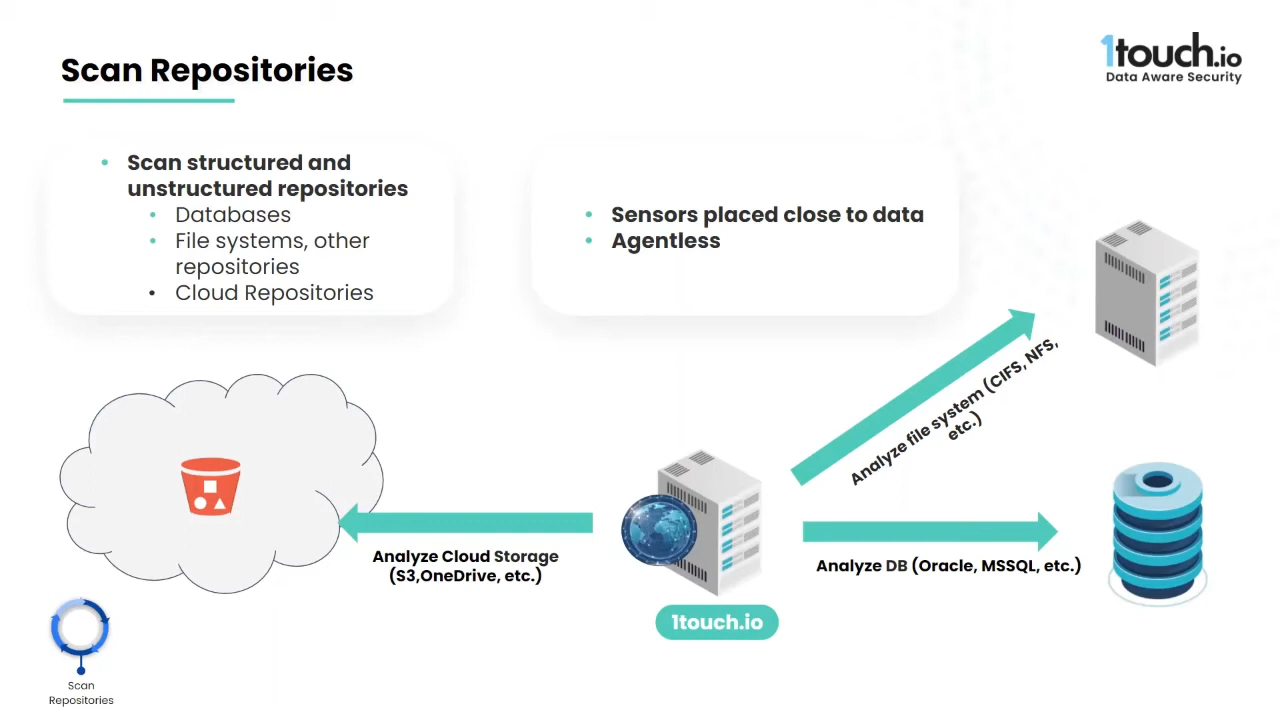 Scan Repositories
1touch.io
Data Aware Security
• Scan structured and
unstructured repositories
• Databases
• File systems, other
repositories
• Cloud Repositories
• Sensors placed close to data
• Agentless
Analyze file system (CIFS, NFS,
etc.)
Analyze Cloud Storage
(S3,OneDrive, etc.)
Analyze DB (Oracle, MSSQL, etc.)
1touch.io
Scan
Repositories